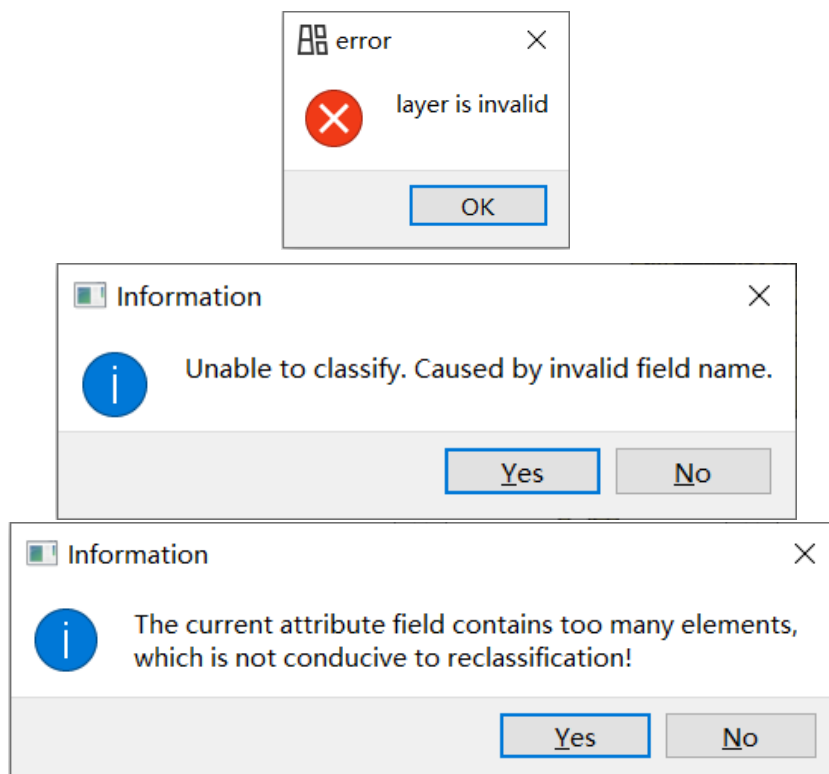 error
layer is invalid
OK
Information
Unable to classify. Caused by invalid field name.
Yes No
Information
The current attribute field contains too many elements,
which is not conducive to reclassification!
Yes No